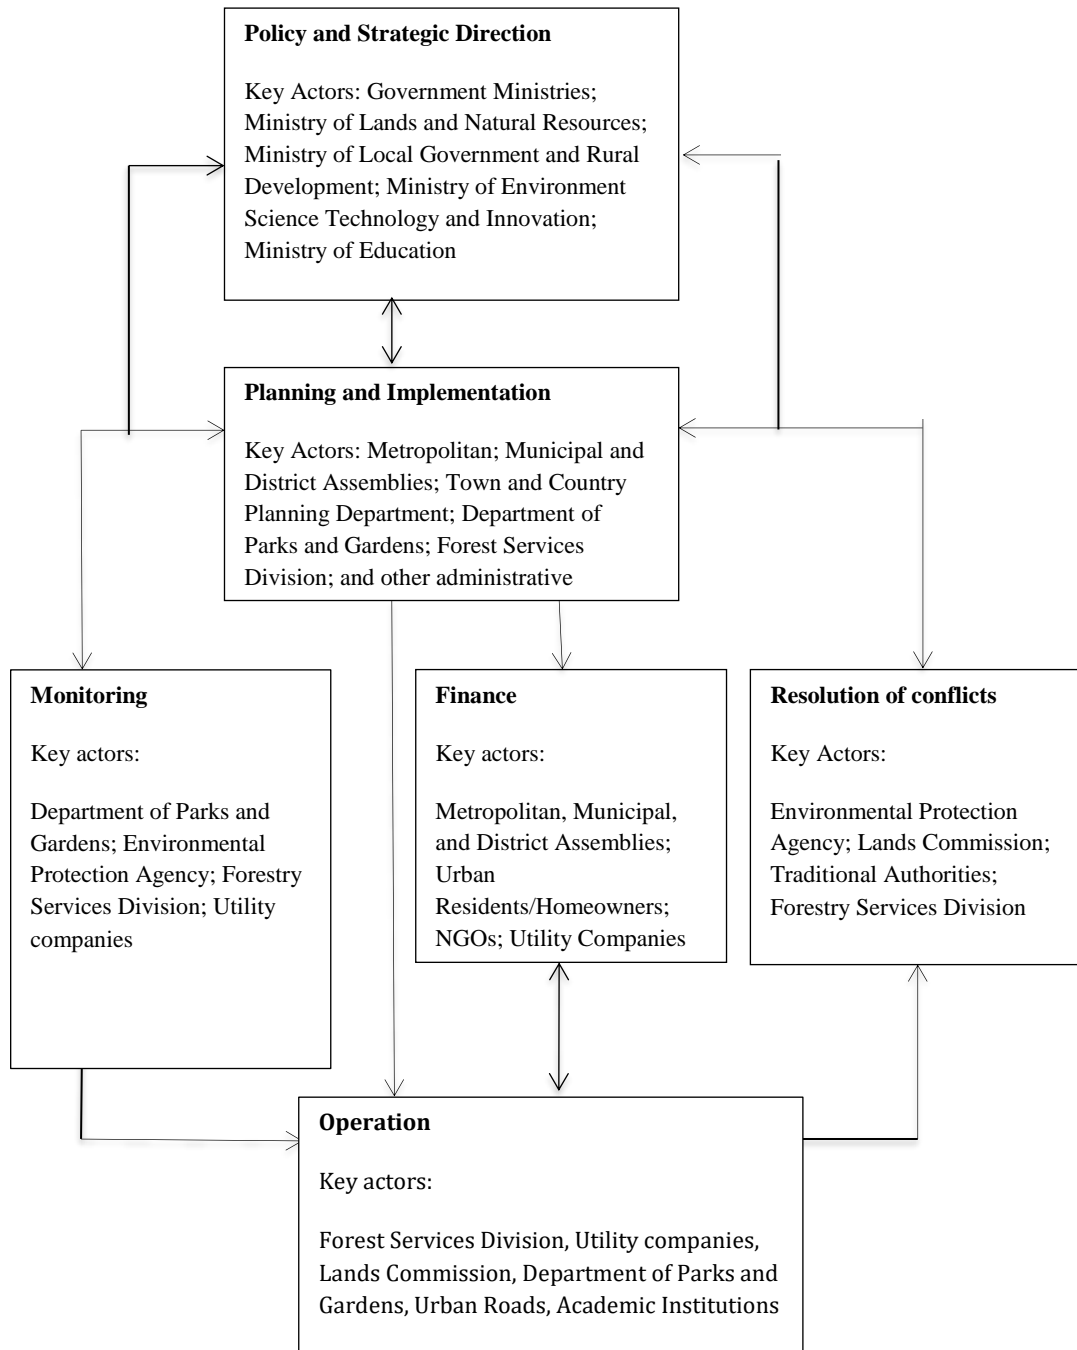 Policy and Strategic Direction
Key Actors: Government Ministries;
Ministry of Lands and Natural Resources;
Ministry of Local Government and Rural
Development; Ministry of Environment
Science Technology and Innovation;
Ministry of Education
Planning and Implementation
Key Actors: Metropolitan; Municipal and
District Assemblies; Town and Country
Planning Department; Department of
Parks and Gardens; Forest Services
Division; and other administrative
Monitoring
Key actors:
Department of Parks and
Gardens; Environmental
Protection Agency; Forestry
Services Division; Utility
companies
Finance
Key actors:
Metropolitan, Municipal,
and District Assemblies;
Urban
Residents/Homeowners;
NGOs; Utility Companies
Resolution of conflicts
Key Actors:
Environmental Protection
Agency; Lands Commission;
Traditional Authorities;
Forestry Services Division
Operation
Key actors:
Forest Services Division, Utility companies,
Lands Commission, Department of Parks and
Gardens, Urban Roads, Academic Institutions